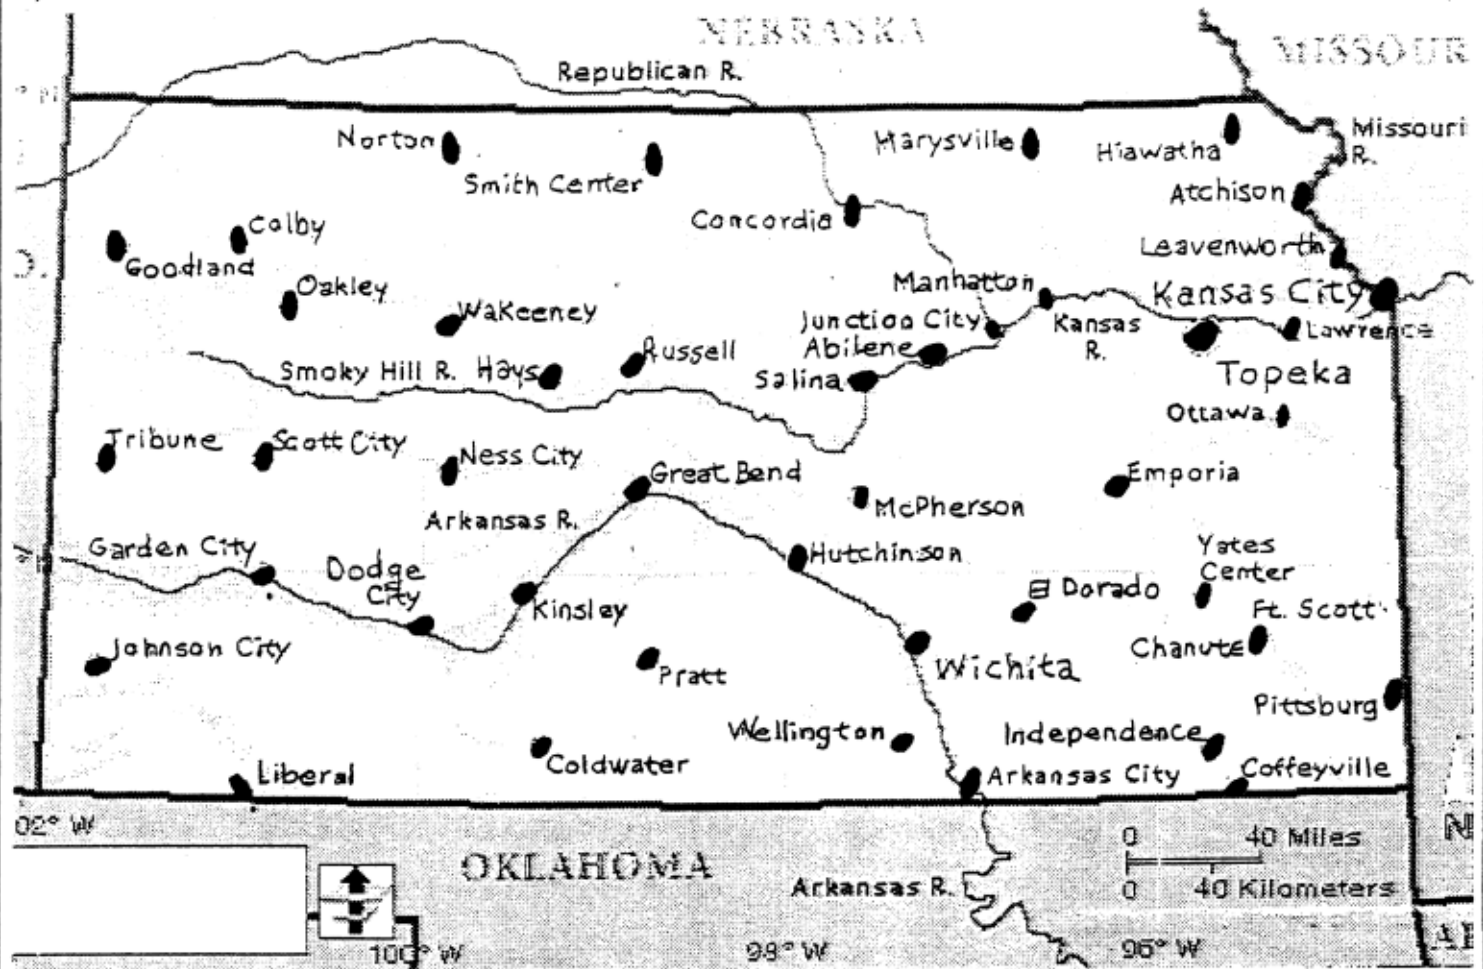 NEBRASKA
MISSOUR
Republican R.
Missouri
R.
Norton
Marysville
Hiawatha
Smith Center
Atchison
Concordia
Colby
Leavenworth
Goodland
Oakley
Manhatton
Kansas City
Wakeeney
Junction City
Kansas
R.
Lawrence
Abilene
Russell
Smoky Hill R.
Hays
Salina
Topeka
Ottawa
Tribune
Scott City
Ness City
Great Bend
Emporia
McPherson
Arkansas R.
Garden City
Hutchinson
Yates
Center
Dodge
City
El Dorado
Kinsley
Ft. Scott
Johnson City
Chanute
Wichita
Pratt
Pittsburg
Wellington
Independence
Coldwater
Liberal
Arkansas City
Coffeyville
02° W
N
0 40 Miles
OKLAHOMA
Arkansas R.
0 40 Kilometers
100° W
98° W
96° W